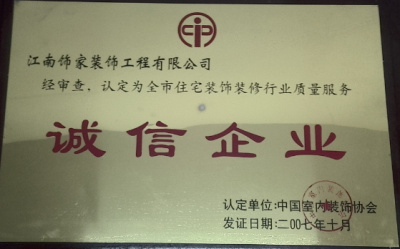 江南饰家装饰工程有限公司
经审查，认定为全市住宅装饰装修行业质量服务
诚信企业
认定单位:中国室内装饰协会
发证日期:二00七年十月